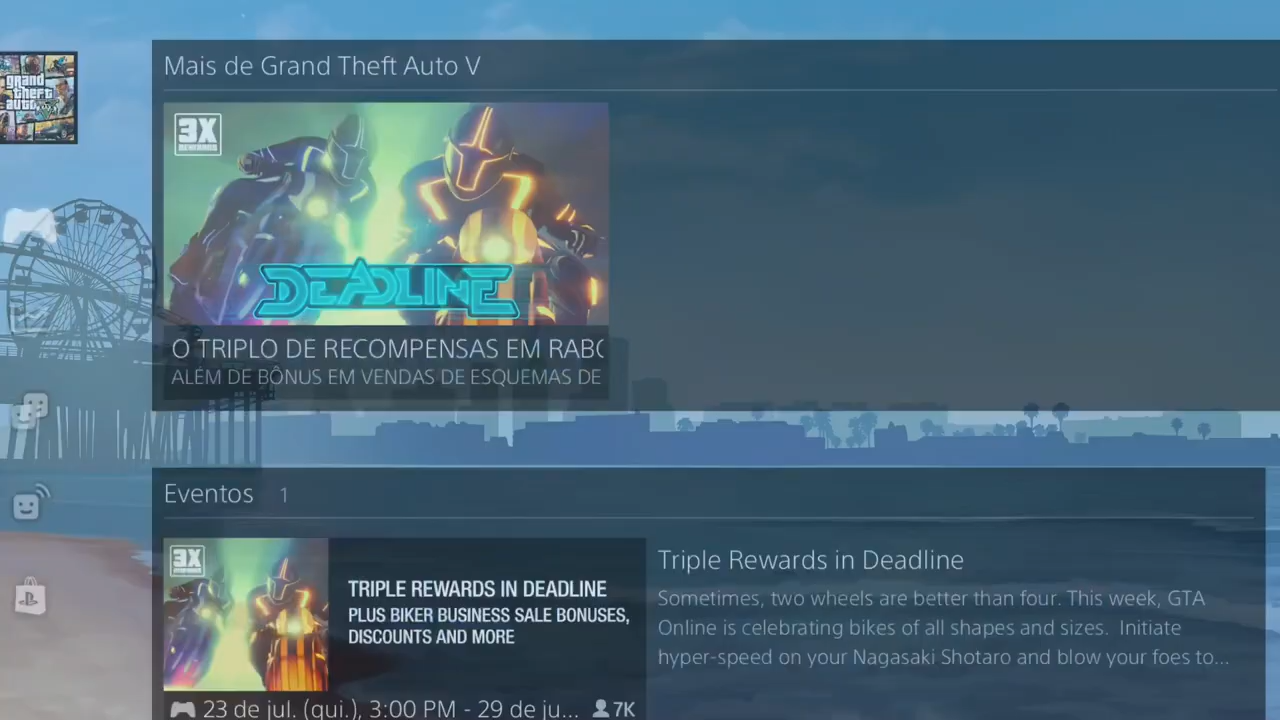 Mais de Grand Theft Auto V
grand
theft
auto
V
3X
DEADLINE
O TRIPLO DE RECOMPENSAS EM RABO
ALÉM DE BÔNUS EM VENDAS DE ESQUEMAS DE
Eventos 1
3X
TRIPLE REWARDS IN DEADLINE
PLUS BIKER BUSINESS SALE BONUSES,
DISCOUNTS AND MORE
Triple Rewards in Deadline
Sometimes, two wheels are better than four. This week, GTA
Online is celebrating bikes of all shapes and sizes. Initiate
hyper-speed on your Nagasaki Shotaro and blow your foes to...
23 de jul. (qui.), 3:00 PM - 29 de ju... 7K